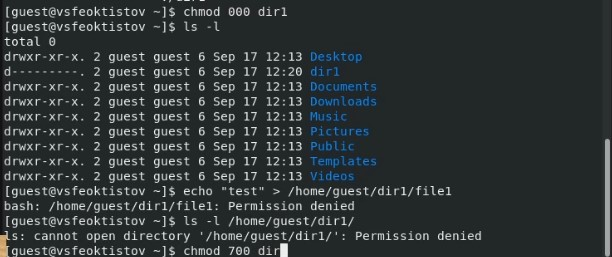 [guest@vsfeoktistov ~]$ chmod 000 dir1
[guest@vsfeoktistov ~]$ ls -l
total 0
drwxr-xr-x. 2 guest guest 6 Sep 17 12:13 Desktop
d---------. 2 guest guest 6 Sep 17 12:20 dir1
drwxr-xr-x. 2 guest guest 6 Sep 17 12:13 Documents
drwxr-xr-x. 2 guest guest 6 Sep 17 12:13 Downloads
drwxr-xr-x. 2 guest guest 6 Sep 17 12:13 Music
drwxr-xr-x. 2 guest guest 6 Sep 17 12:13 Pictures
drwxr-xr-x. 2 guest guest 6 Sep 17 12:13 Public
drwxr-xr-x. 2 guest guest 6 Sep 17 12:13 Templates
drwxr-xr-x. 2 guest guest 6 Sep 17 12:13 Videos
[guest@vsfeoktistov ~]$ echo "test" > /home/guest/dir1/file1
bash: /home/guest/dir1/file1: Permission denied
[guest@vsfeoktistov ~]$ ls -l /home/guest/dir1/
ls: cannot open directory '/home/guest/dir1/': Permission denied
[guest@vsfeoktistov ~]$ chmod 700 dir